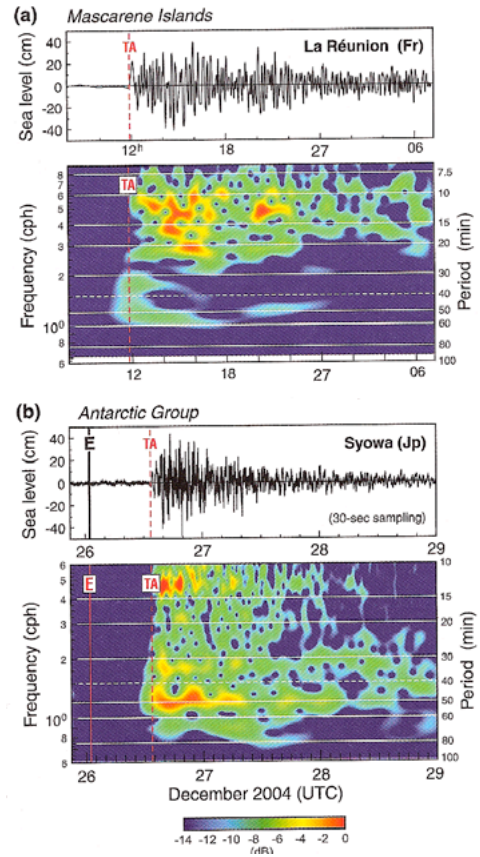 (a) Mascarene Islands
TA La Réunion (Fr)
Sea level (cm)
40
20
0
-20
-40
12h 18 27 06
TA
Frequency (cph)
8
6
5
4
3
2
10⁰
8
6
7.5
10
15
20
30
40
50
60
80
100
Period (min)
12 18 27 06
(b) Antarctic Group
E TA Syowa (Jp)
Sea level (cm)
40
20
0
-20
-40
(30-sec sampling)
26 27 28 29
E TA
Frequency (cph)
6
5
4
3
2
10⁰
8
6
10
15
20
30
40
50
60
80
100
Period (min)
26 27 28 29
December 2004 (UTC)
-14 -12 -10 -8 -6 -4 -2 0
(dB)